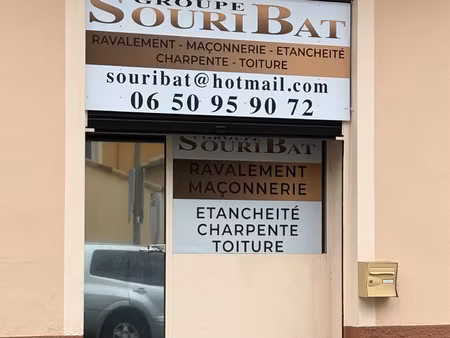 GROUPE
SOURIBAT
RAVALEMENT - MAÇONNERIE - ETANCHEITÉ
CHARPENTE - TOITURE
souribat@hotmail.com
06 50 95 90 72
GROUPE
SOURIBAT
RAVALEMENT
MAÇONNERIE
ETANCHEITÉ
CHARPENTE
TOITURE